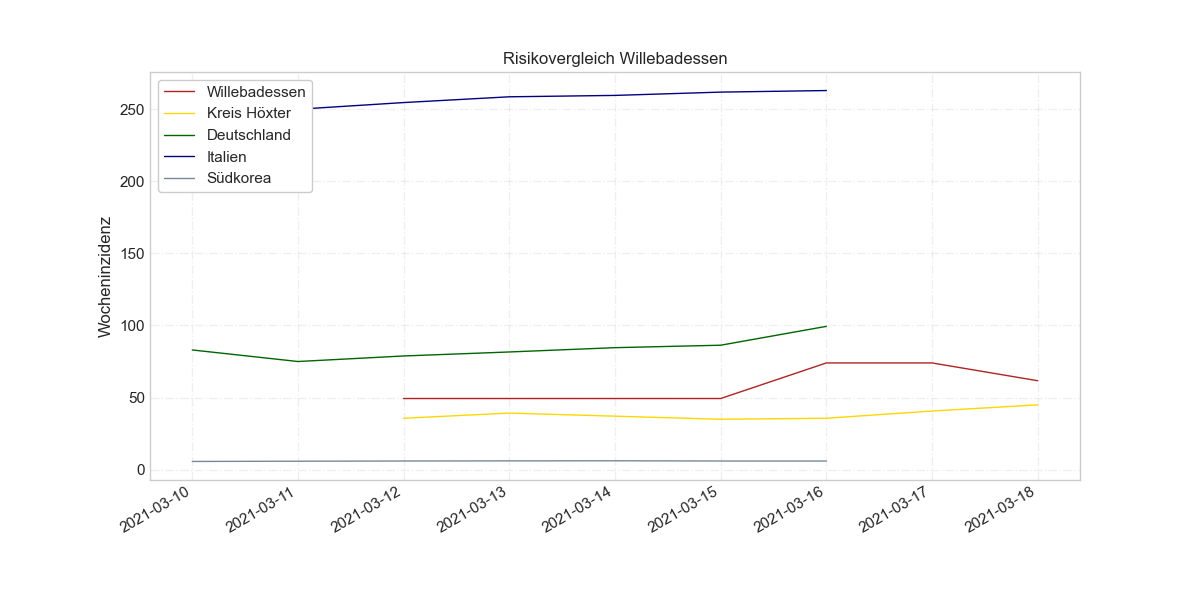 Risikovergleich Willebadessen
Willebadessen
Kreis Höxter
Deutschland
Italien
Südkorea
Wocheninzidenz
250
200
150
100
50
0
2021-03-10
2021-03-11
2021-03-12
2021-03-13
2021-03-14
2021-03-15
2021-03-16
2021-03-17
2021-03-18